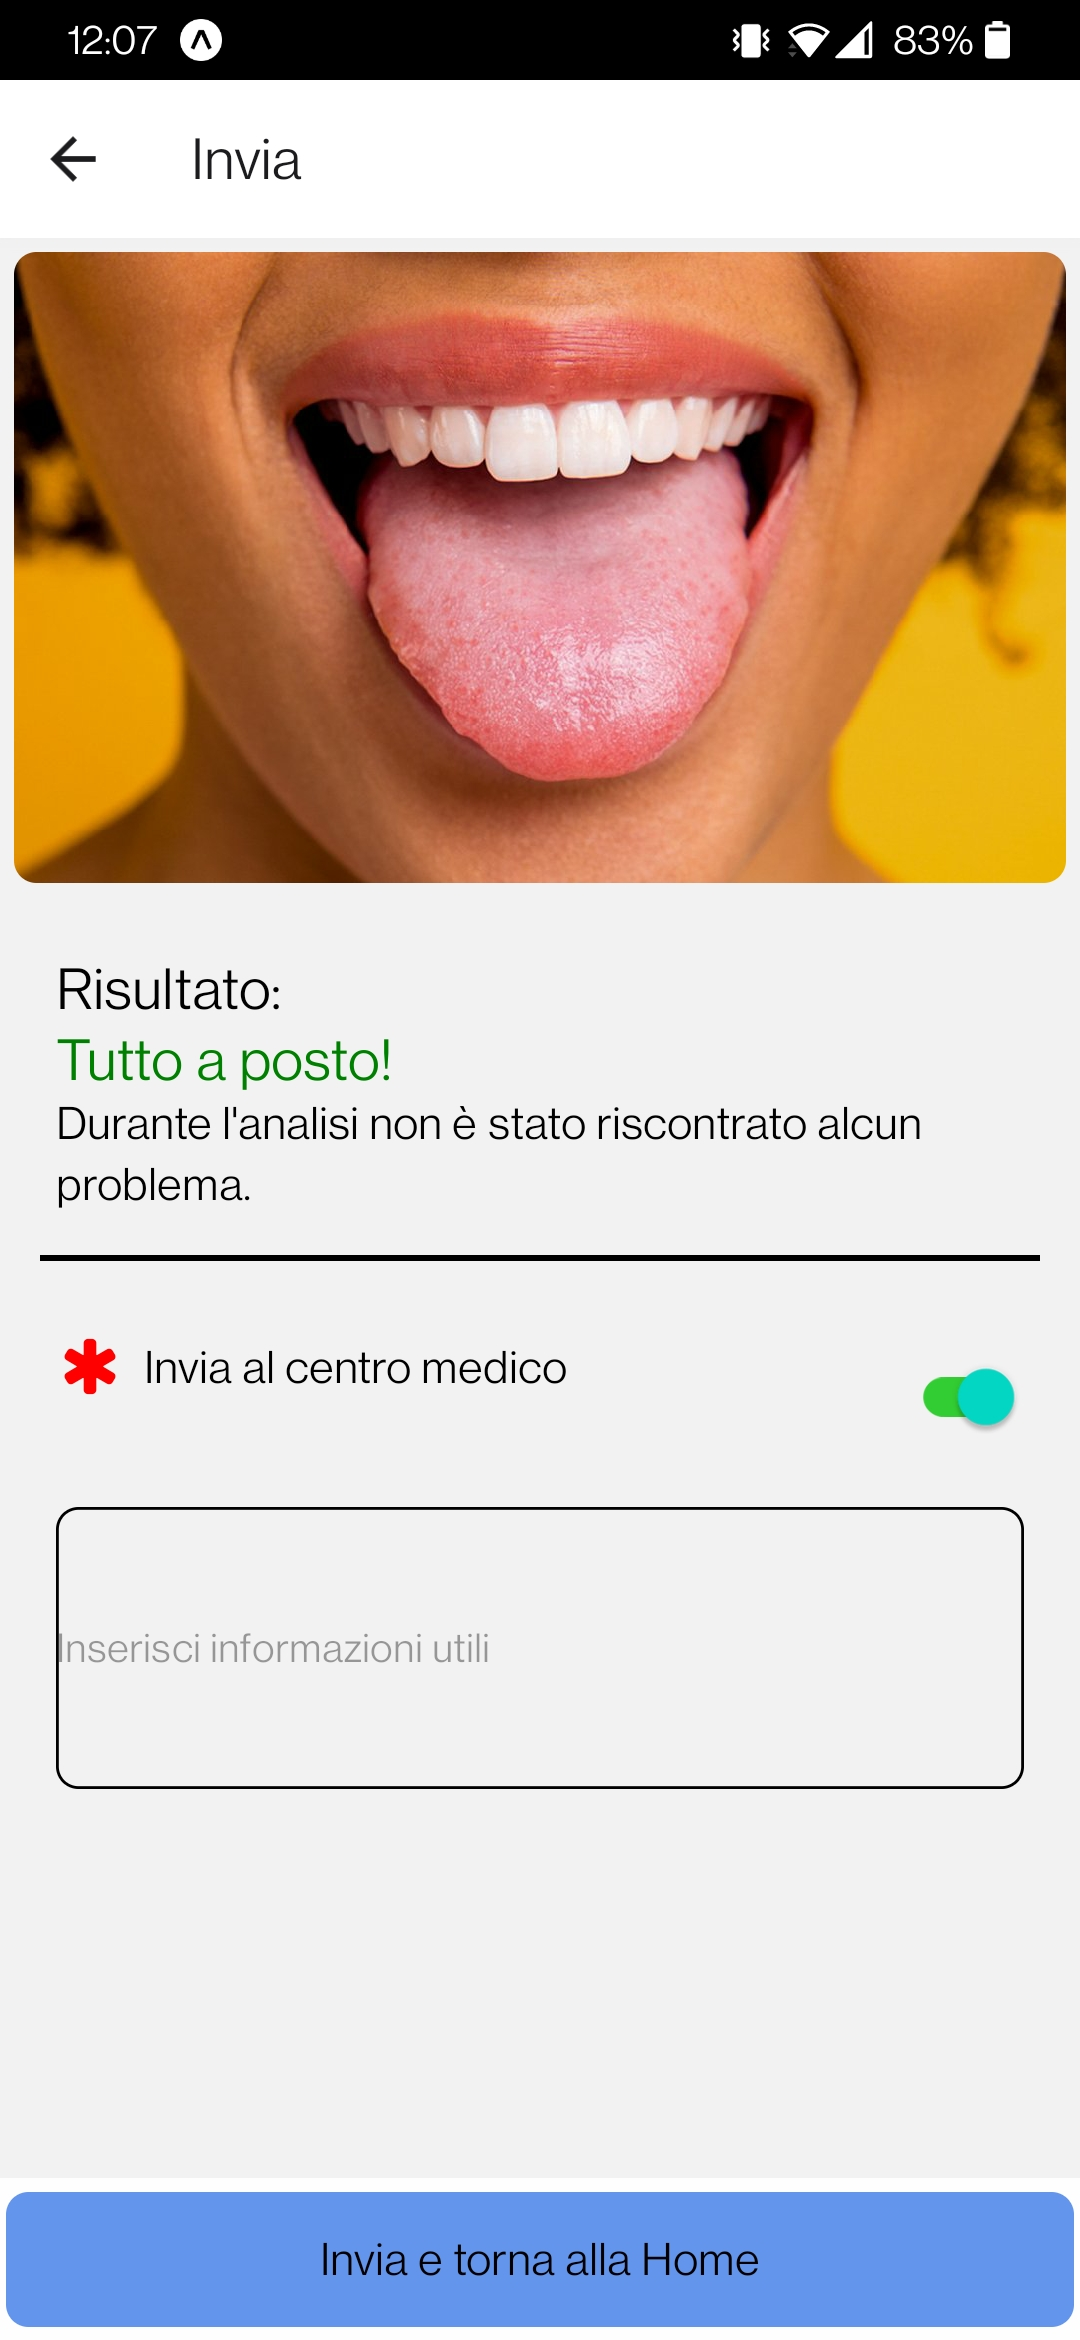 12:07
83%
Invia
Risultato:
Tutto a posto!
Durante l'analisi non è stato riscontrato alcun
problema.
Invia al centro medico
Inserisci informazioni utili
Invia e torna alla Home